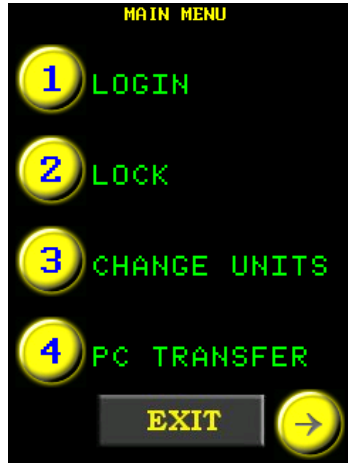 MAIN MENU
1 LOGIN
2 LOCK
3 CHANGE UNITS
4 PC TRANSFER
EXIT